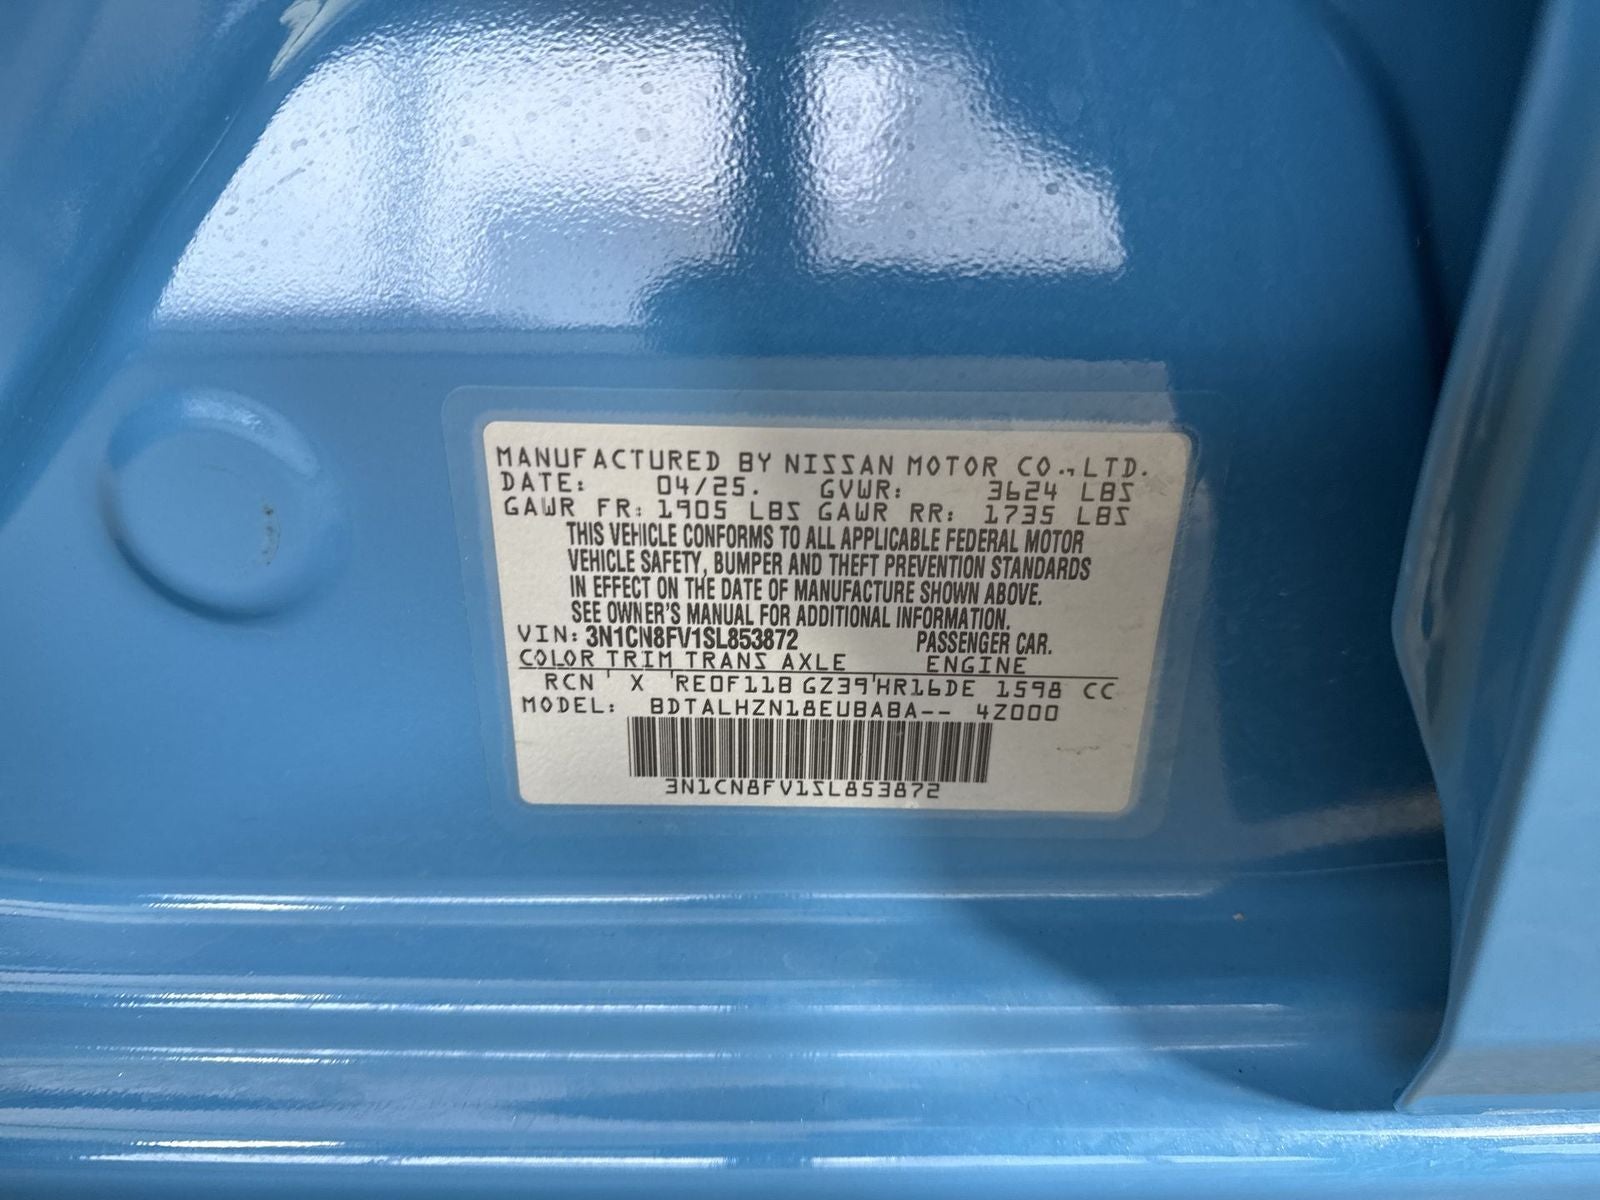 MANUFACTURED BY NISSAN MOTOR CO.,LTD.
DATE: 04/25. GVWR: 3624 LBS
GAWR FR: 1905 LBS GAWR RR: 1735 LBS
THIS VEHICLE CONFORMS TO ALL APPLICABLE FEDERAL MOTOR
VEHICLE SAFETY, BUMPER AND THEFT PREVENTION STANDARDS
IN EFFECT ON THE DATE OF MANUFACTURE SHOWN ABOVE.
SEE OWNER'S MANUAL FOR ADDITIONAL INFORMATION.
VIN: 3N1CN8FV1SL853872 PASSENGER CAR.
COLOR TRIM TRANS AXLE ENGINE
RCN X RE0F11B GZ39 HR16DE 1598 CC
MODEL: BDTALHZN18EUBABA-- 4Z000
3N1CN8FV1SL853872